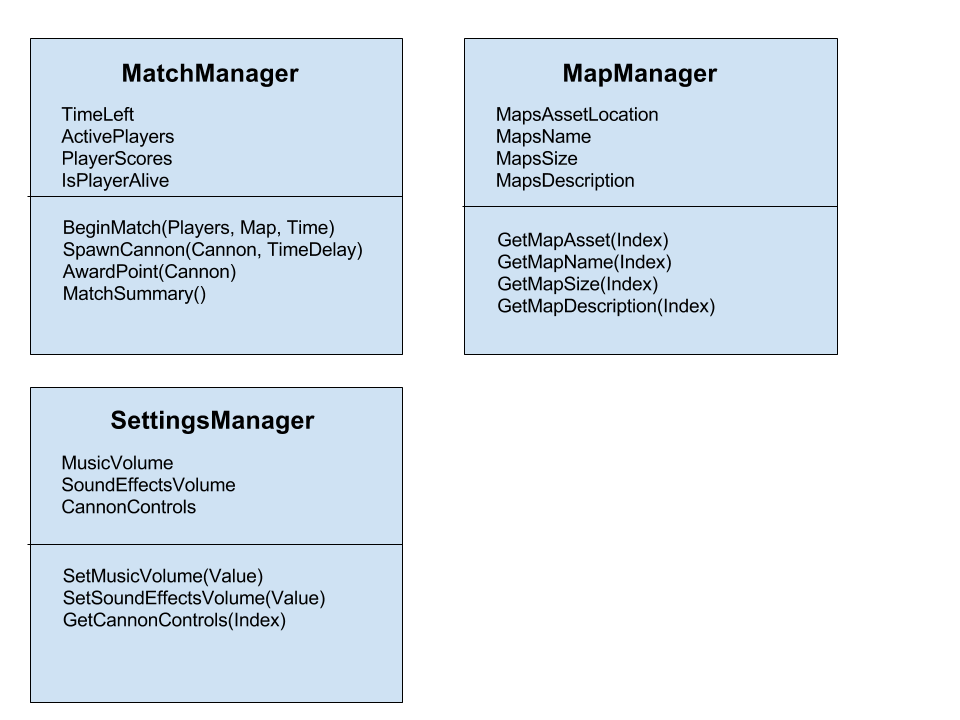 MatchManager
TimeLeft
ActivePlayers
PlayerScores
IsPlayerAlive
BeginMatch(Players, Map, Time)
SpawnCannon(Cannon, TimeDelay)
AwardPoint(Cannon)
MatchSummary()
MapManager
MapsAssetLocation
MapsName
MapsSize
MapsDescription
GetMapAsset(Index)
GetMapName(Index)
GetMapSize(Index)
GetMapDescription(Index)
SettingsManager
MusicVolume
SoundEffectsVolume
CannonControls
SetMusicVolume(Value)
SetSoundEffectsVolume(Value)
GetCannonControls(Index)